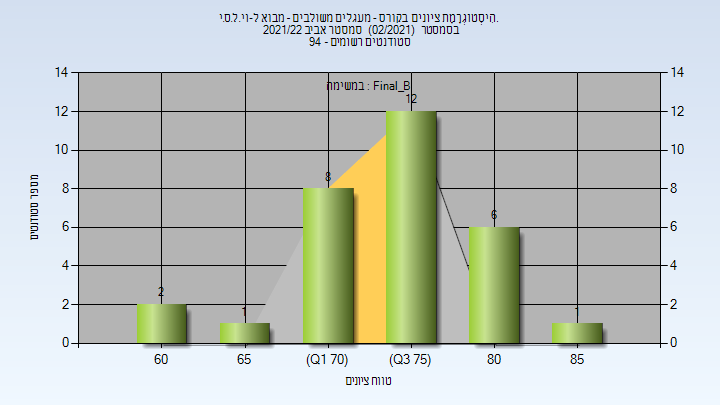 היסטוגרמת ציונים בקורס - מעגלים משולבים - מבוא ל-וי.ל.ס.י.
בסמסטר (02/2021) סמסטר אביב 2021/22
סטודנטים רשומים - 94
במשימה : Final_B
14 14
12 12 12
10 10
8 8 8
6 6 6
4 4
2 2 2
1 1
0 0
60 65 (Q1 70) (Q3 75) 80 85
מספר סטודנטים
טווח ציונים